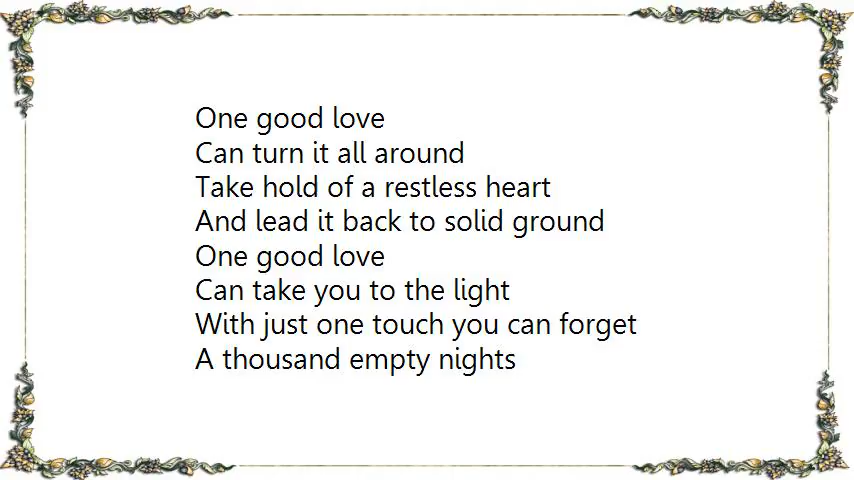 One good love
Can turn it all around
Take hold of a restless heart
And lead it back to solid ground
One good love
Can take you to the light
With just one touch you can forget
A thousand empty nights